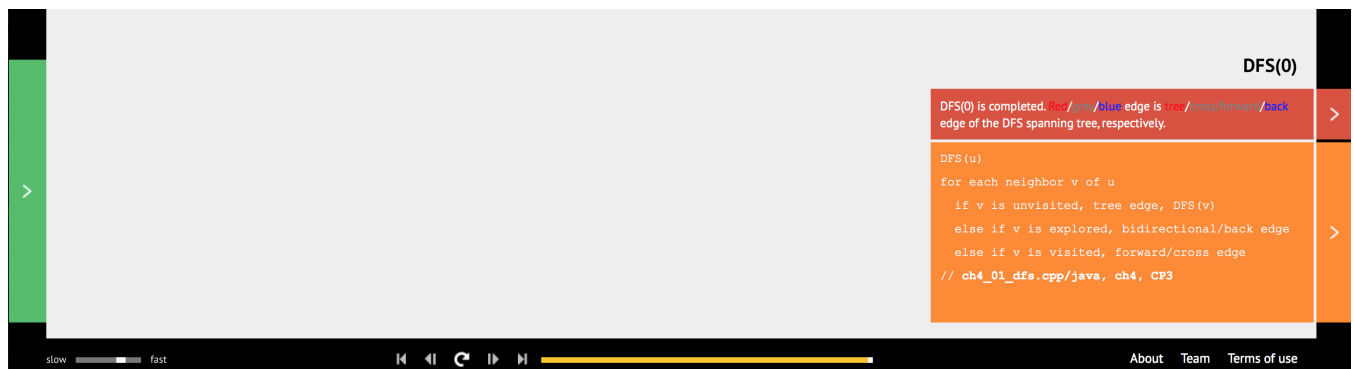 DFS(0)
DFS(0) is completed. Red/grey/blue edge is tree/cross/forward/back
edge of the DFS spanning tree, respectively.
DFS(u)
for each neighbor v of u
if v is unvisited, tree edge, DFS(v)
else if v is explored, bidirectional/back edge
else if v is visited, forward/cross edge
// ch4_01_dfs.cpp/java, ch4, CP3
slow fast
About Team Terms of use